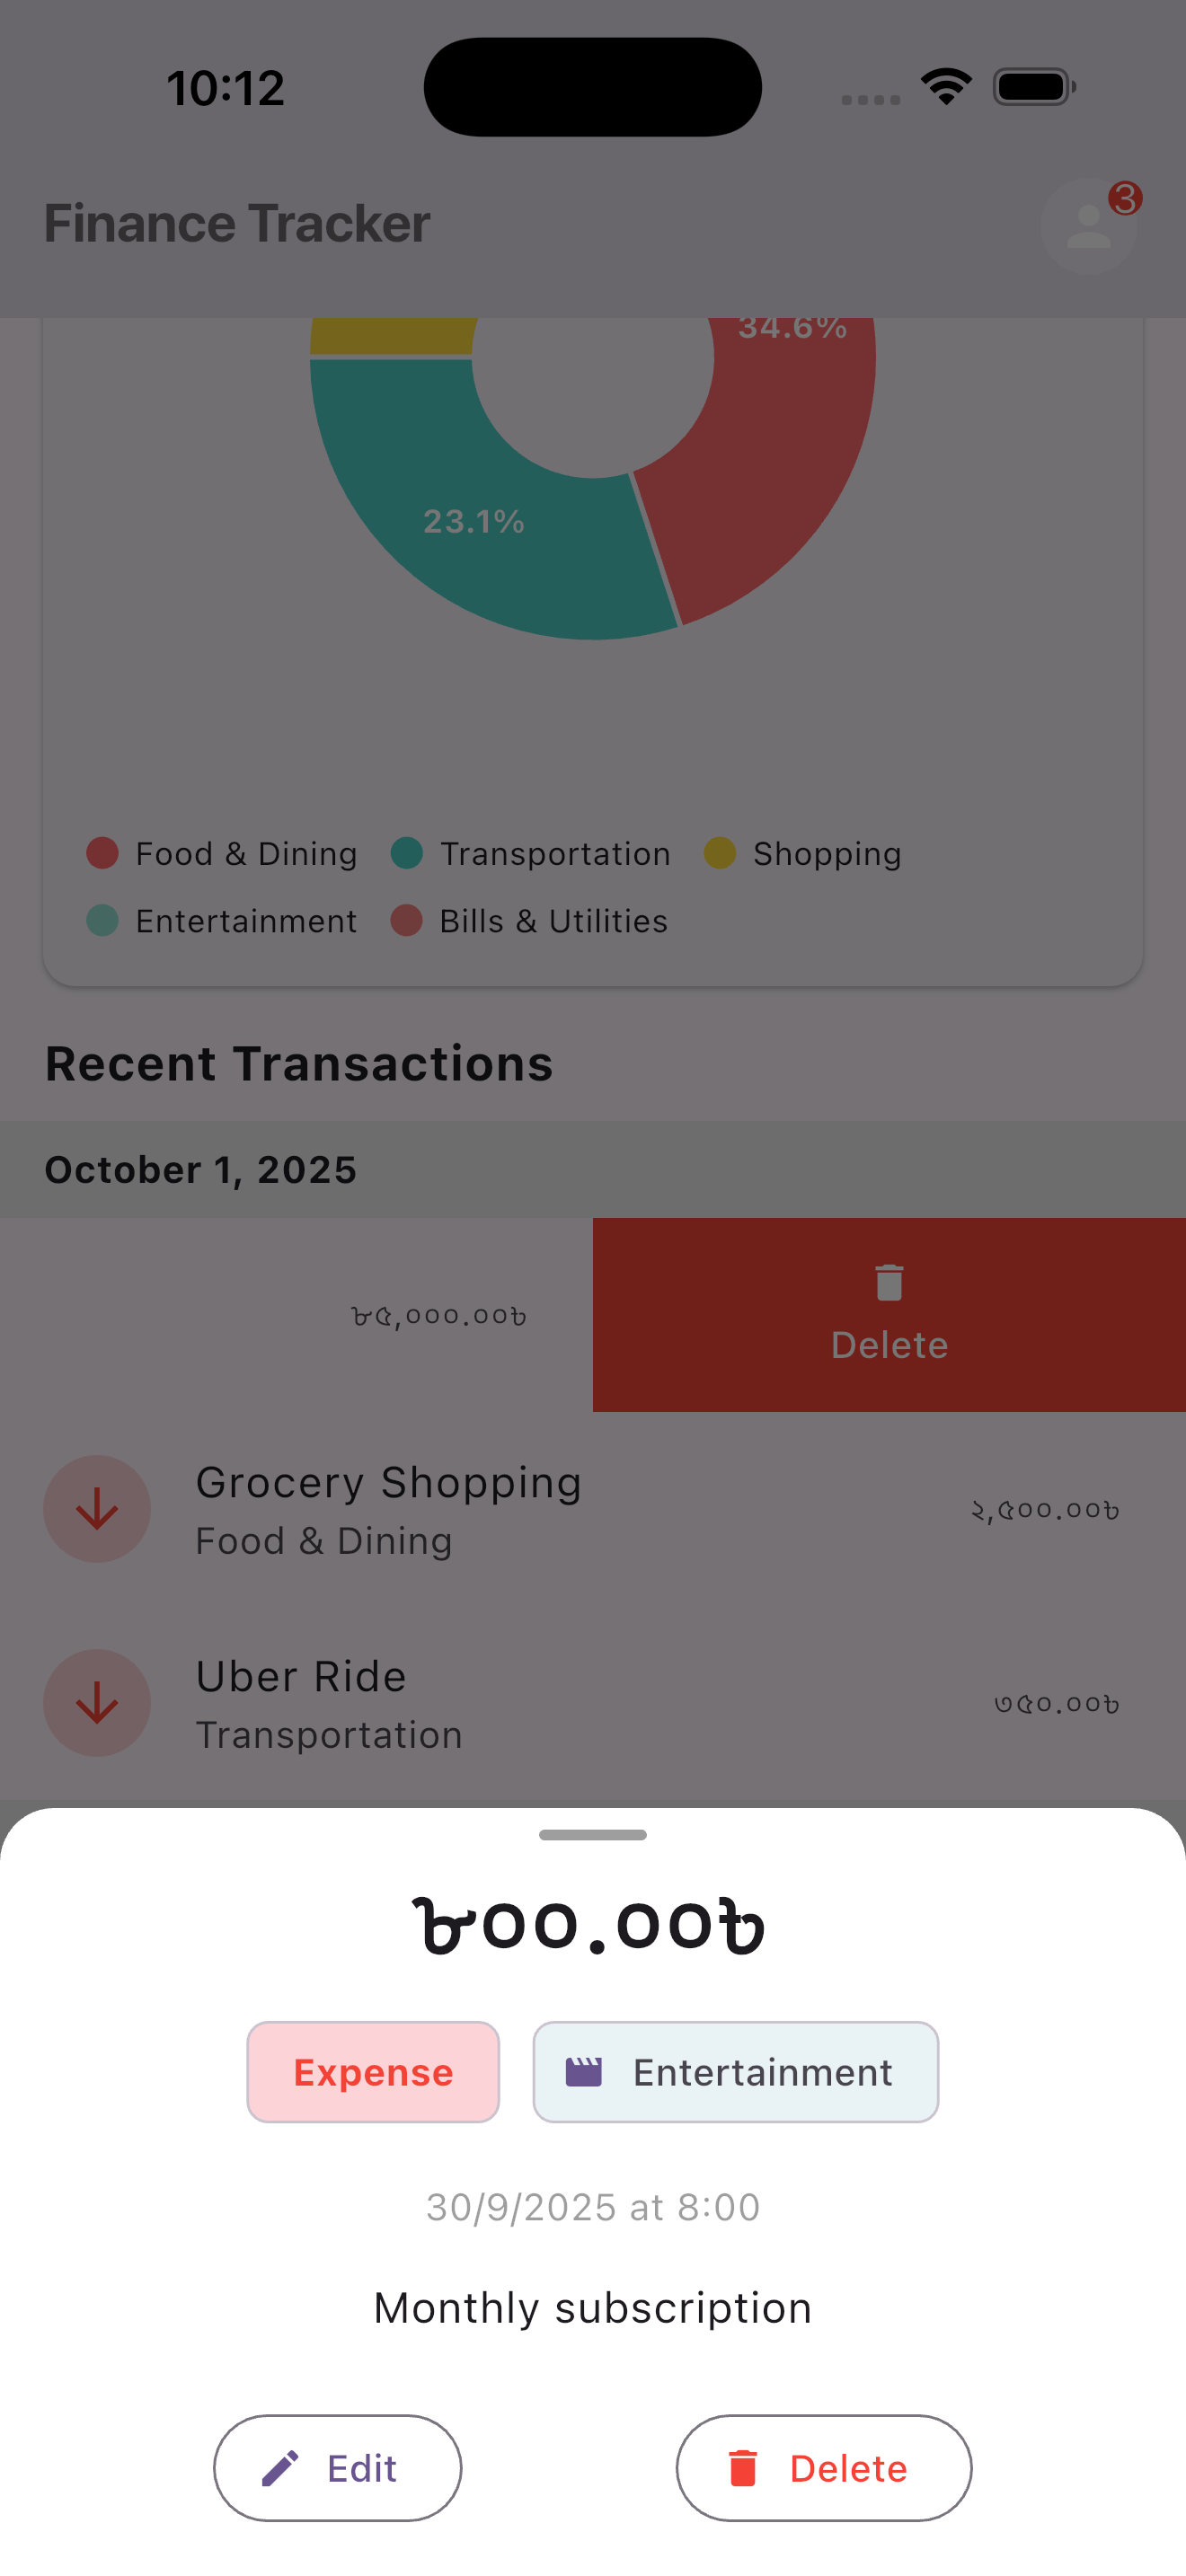 10:12
Finance Tracker
3
34.6%
23.1%
Food & Dining
Transportation
Shopping
Entertainment
Bills & Utilities
Recent Transactions
October 1, 2025
৮৫,০০০.০০৳
Delete
Grocery Shopping
Food & Dining
২,৫০০.০০৳
Uber Ride
Transportation
৩৫০.০০৳
৮০০.০০৳
Expense
Entertainment
30/9/2025 at 8:00
Monthly subscription
Edit
Delete